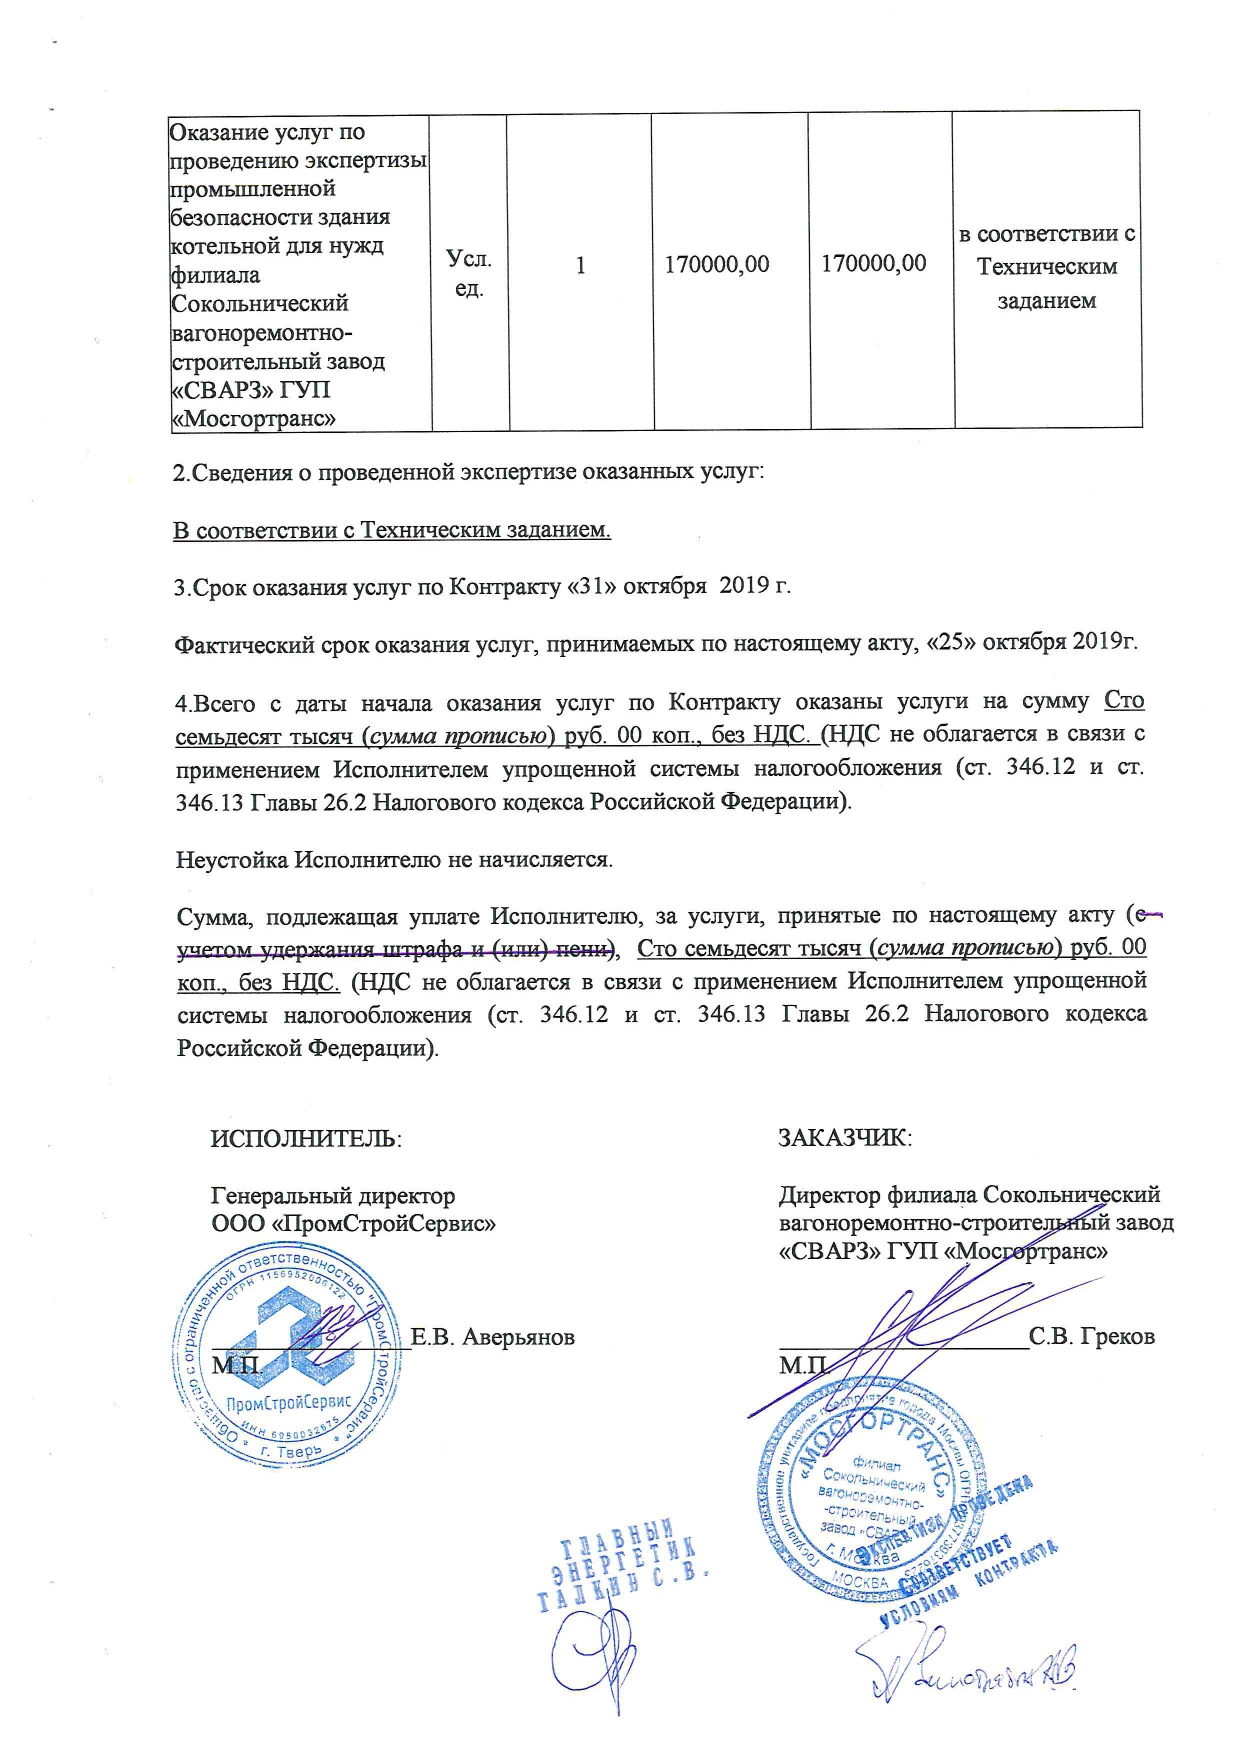 Оказание услуг по
проведению экспертизы
промышленной
безопасности здания
котельной для нужд
филиала
Сокольнический
вагоноремонтно-
строительный завод
«СВАРЗ» ГУП
«Мосгортранс»
Усл.
ед.
1
170000,00
170000,00
в соответствии с
Техническим
заданием
2.Сведения о проведенной экспертизе оказанных услуг:
В соответствии с Техническим заданием.
3.Срок оказания услуг по Контракту «31» октября 2019 г.
Фактический срок оказания услуг, принимаемых по настоящему акту, «25» октября 2019г.
4.Всего с даты начала оказания услуг по Контракту оказаны услуги на сумму Сто
семьдесят тысяч (сумма прописью) руб. 00 коп., без НДС. (НДС не облагается в связи с
применением Исполнителем упрощенной системы налогообложения (ст. 346.12 и ст.
346.13 Главы 26.2 Налогового кодекса Российской Федерации).
Неустойка Исполнителю не начисляется.
Сумма, подлежащая уплате Исполнителю, за услуги, принятые по настоящему акту (с
учетом удержания штрафа и (или) пени), Сто семьдесят тысяч (сумма прописью) руб. 00
коп., без НДС. (НДС не облагается в связи с применением Исполнителем упрощенной
системы налогообложения (ст. 346.12 и ст. 346.13 Главы 26.2 Налогового кодекса
Российской Федерации).
ИСПОЛНИТЕЛЬ:
Генеральный директор
ООО «ПромСтройСервис»
Е.В. Аверьянов
М.П.
Общество с ограниченной ответственностью "ПромСтройСервис"
ОГРН 1156952006122
ПромСтройСервис
ИНН 6950032675
г. Тверь
ЗАКАЗЧИК:
Директор филиала Сокольнический
вагоноремонтно-строительный завод
«СВАРЗ» ГУП «Мосгортранс»
С.В. Греков
М.П.
Государственное унитарное предприятие города Москвы ОГРН
«МОСГОРТРАНС»
филиал
Сокольнический
вагоноремонтно-
-строительный
завод «СВАРЗ»
г. Москва
МОСКВА
ЭКСПЕРТИЗА ПРОВЕДЕНА
СООТВЕТСТВУЕТ
УСЛОВИЯМ КОНТРАКТА
ГЛАВНЫЙ
ЭНЕРГЕТИК
ГАЛКИН С.В.